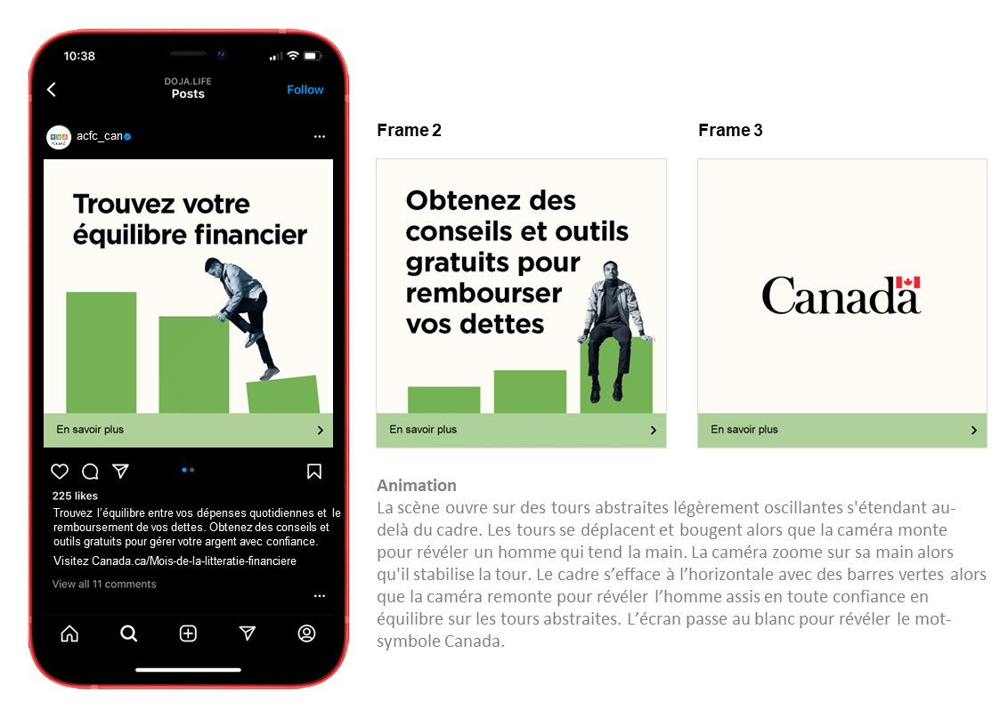 10:38
DOJA.LIFE
Posts
Follow
acfc_can
Trouvez votre
équilibre financier
En savoir plus
225 likes
Trouvez l'équilibre entre vos dépenses quotidiennes et le
remboursement de vos dettes. Obtenez des conseils et
outils gratuits pour gérer votre argent avec confiance.
Visitez Canada.ca/Mois-de-la-litteratie-financiere
View all 11 comments
Frame 2
Obtenez des
conseils et outils
gratuits pour
rembourser
vos dettes
En savoir plus
Frame 3
Canada
En savoir plus
Animation
La scène ouvre sur des tours abstraites légèrement oscillantes s'étendant au-
delà du cadre. Les tours se déplacent et bougent alors que la caméra monte
pour révéler un homme qui tend la main. La caméra zoome sur sa main alors
qu'il stabilise la tour. Le cadre s’efface à l’horizontale avec des barres vertes alors
que la caméra remonte pour révéler l’homme assis en toute confiance en
équilibre sur les tours abstraites. L’écran passe au blanc pour révéler le mot-
symbole Canada.